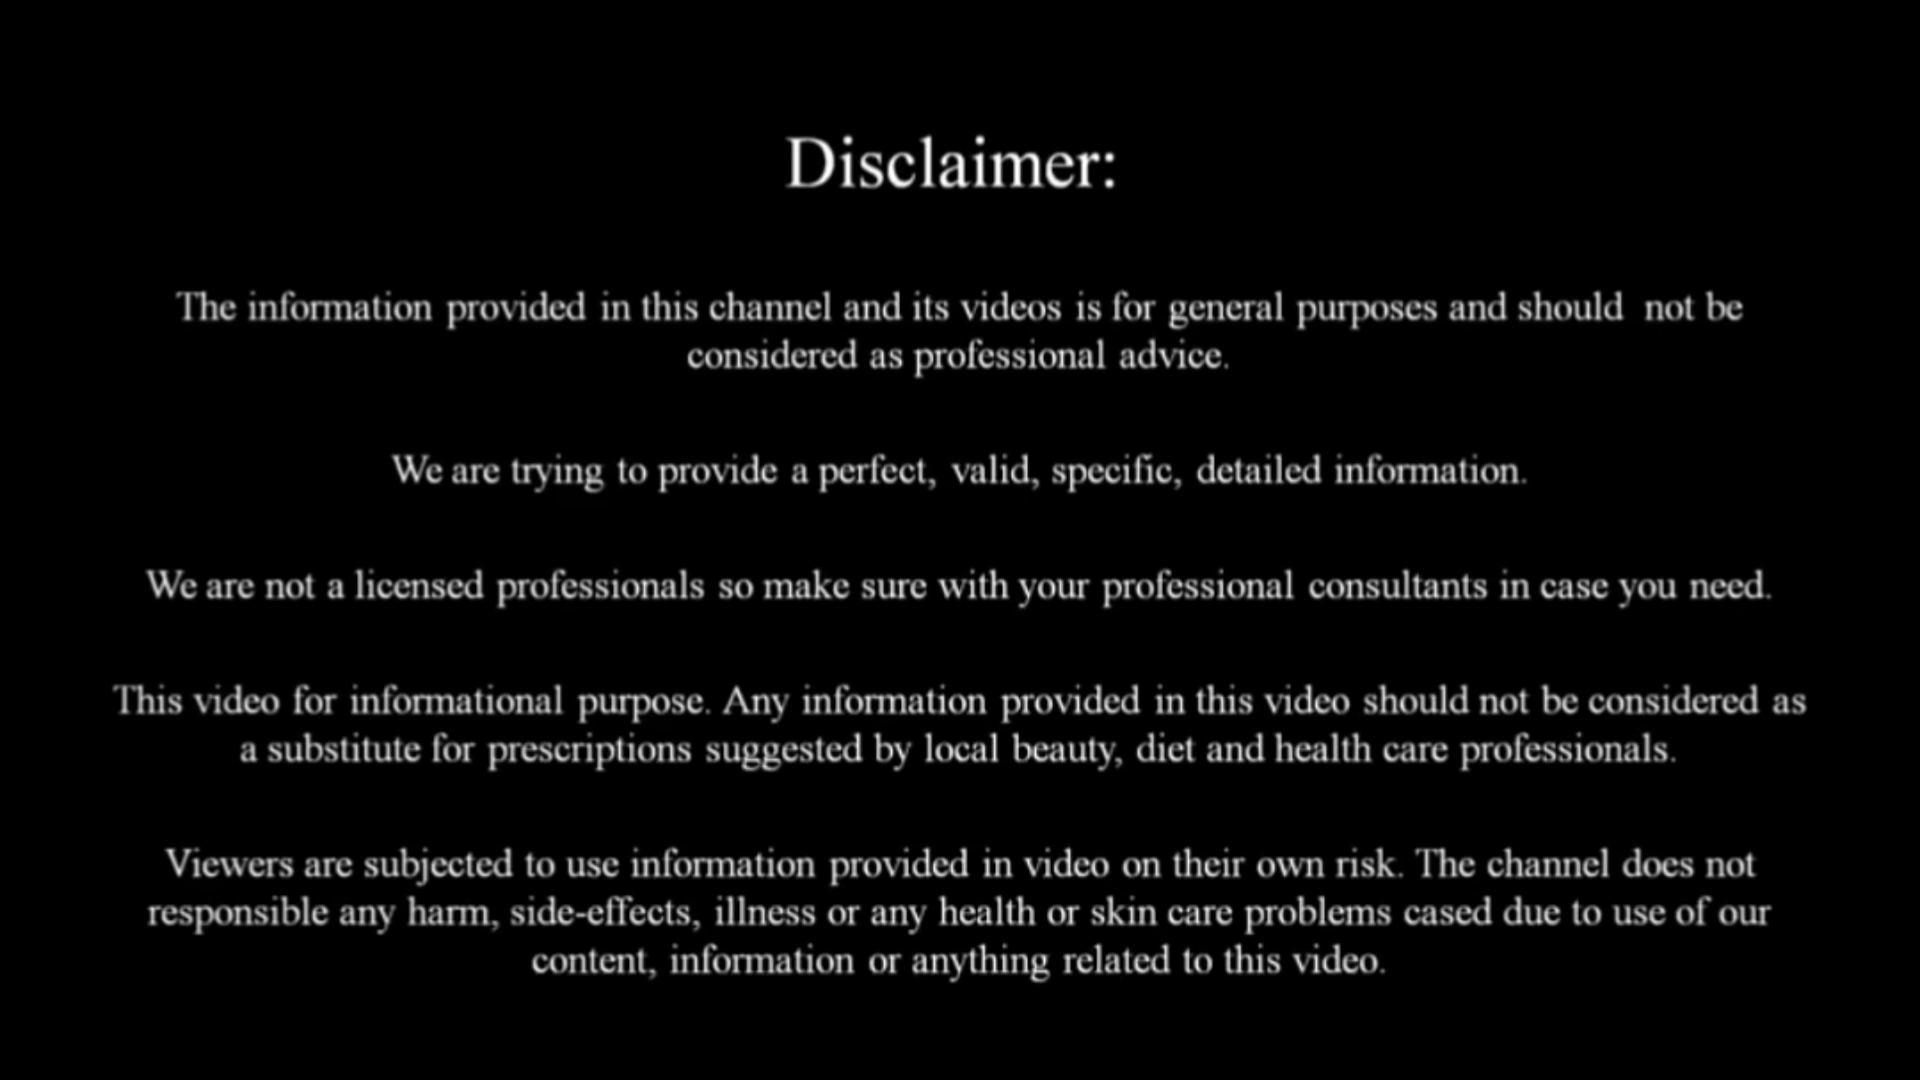 Disclaimer:
The information provided in this channel and its videos is for general purposes and should not be
considered as professional advice.
We are trying to provide a perfect, valid, specific, detailed information.
We are not a licensed professionals so make sure with your professional consultants in case you need.
This video for informational purpose. Any information provided in this video should not be considered as
a substitute for prescriptions suggested by local beauty, diet and health care professionals.
Viewers are subjected to use information provided in video on their own risk. The channel does not
responsible any harm, side-effects, illness or any health or skin care problems cased due to use of our
content, information or anything related to this video.